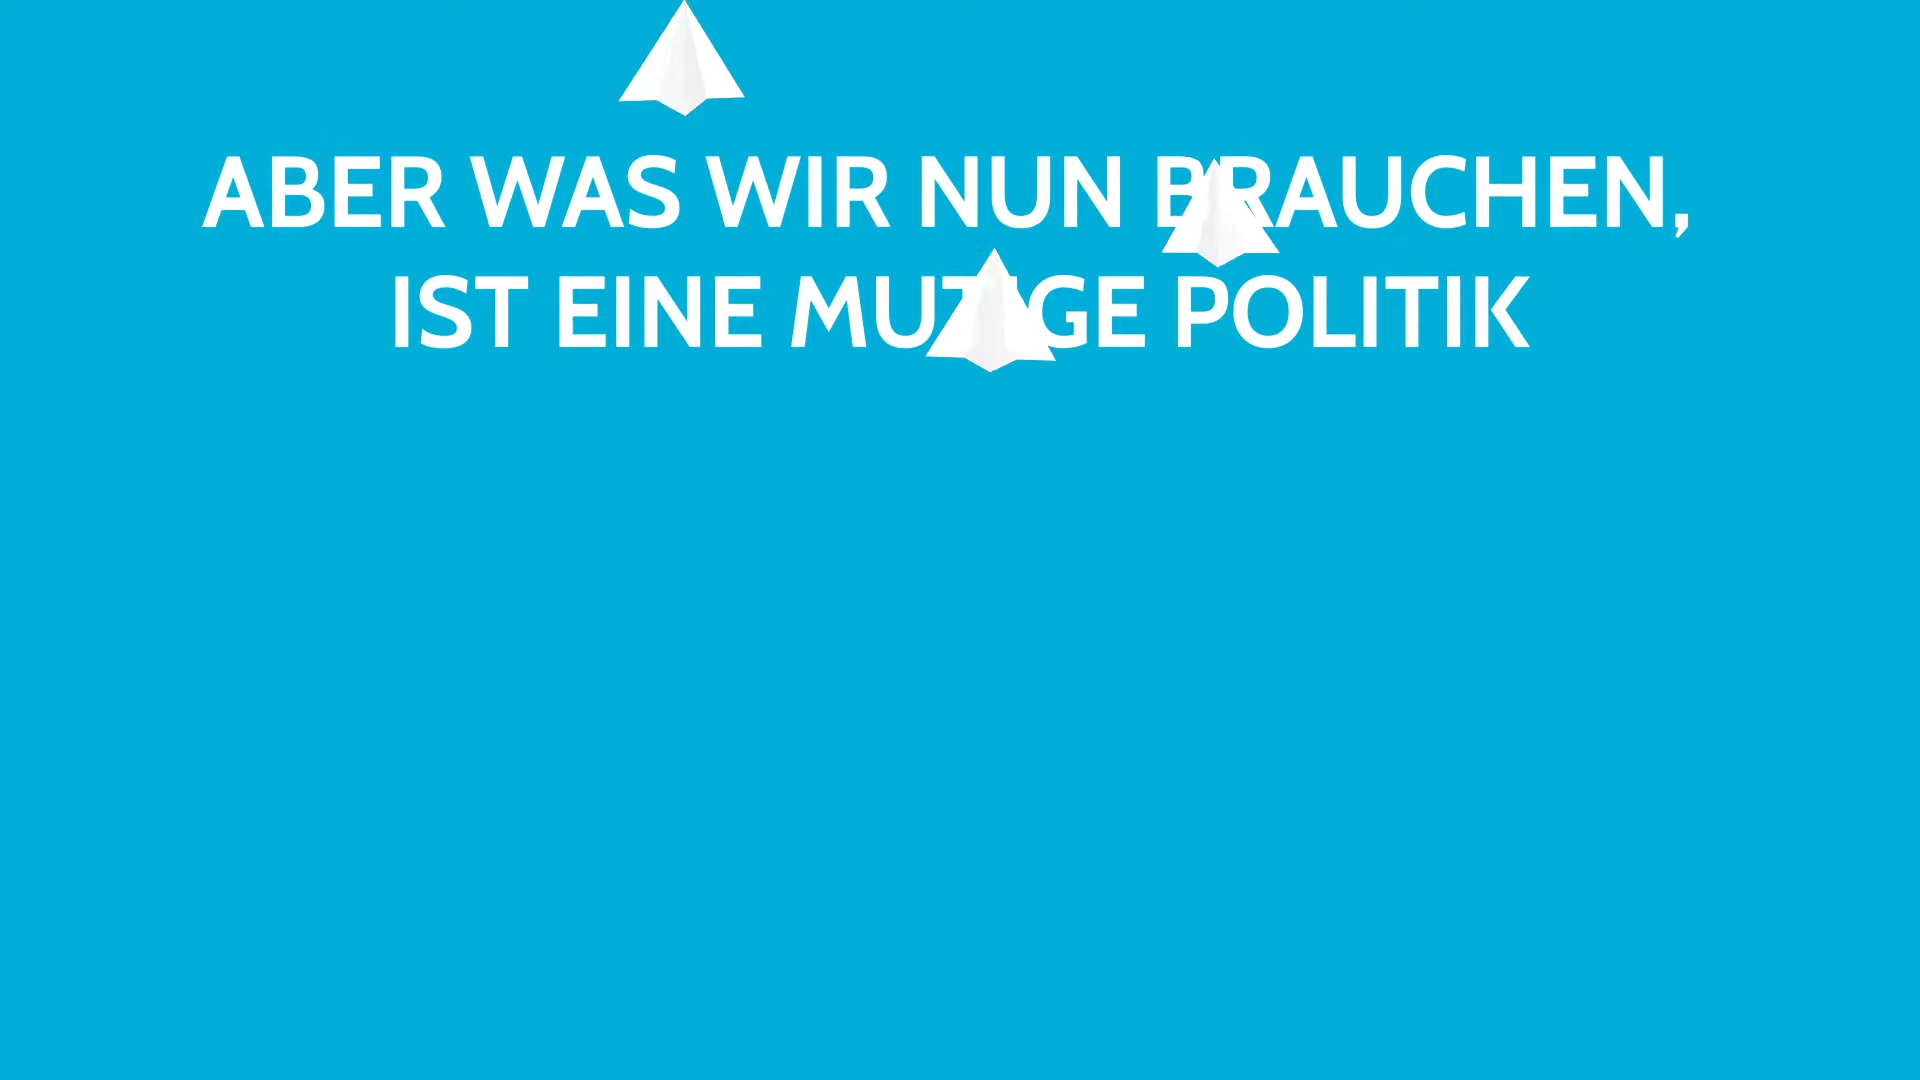 ABER WAS WIR NUN BRAUCHEN,
IST EINE MUTIGE POLITIK